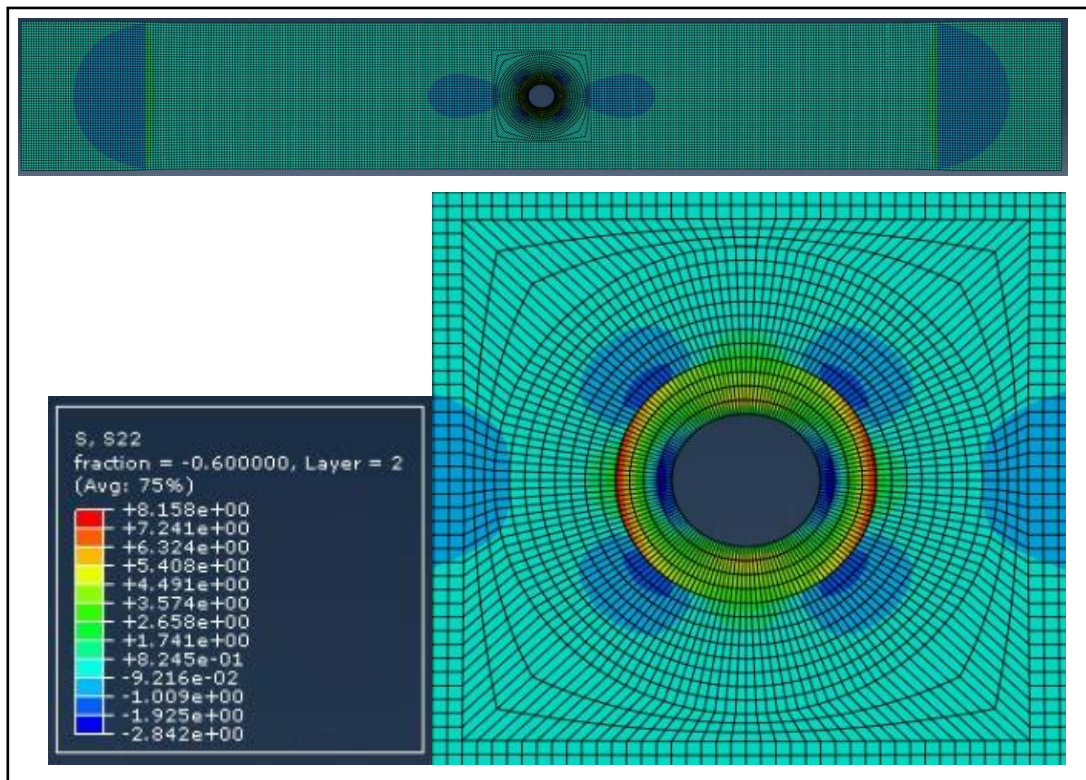 S, S22
fraction = -0.600000, Layer = 2
(Avg: 75%)
+8.158e+00
+7.241e+00
+6.324e+00
+5.408e+00
+4.491e+00
+3.574e+00
+2.658e+00
+1.741e+00
+8.245e-01
-9.216e-02
-1.009e+00
-1.925e+00
-2.842e+00